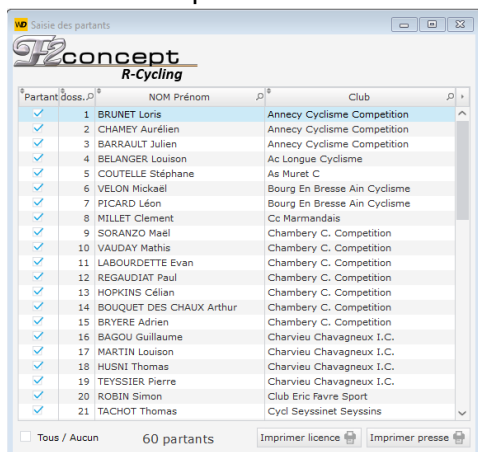 WD Saisie des partants
F2concept
R-Cycling
Partant doss. NOM Prénom Club
1 BRUNET Loris Annecy Cyclisme Competition
2 CHAMEY Aurélien Annecy Cyclisme Competition
3 BARRAULT Julien Annecy Cyclisme Competition
4 BELANGER Louison Ac Longue Cyclisme
5 COUTELLE Stéphane As Muret C
6 VELON Mickaël Bourg En Bresse Ain Cyclisme
7 PICARD Léon Bourg En Bresse Ain Cyclisme
8 MILLET Clement Cc Marmandais
9 SORANZO Maël Chambery C. Competition
10 VAUDAY Mathis Chambery C. Competition
11 LABOURDETTE Evan Chambery C. Competition
12 REGAUDIAT Paul Chambery C. Competition
13 HOPKINS Célian Chambery C. Competition
14 BOUQUET DES CHAUX Arthur Chambery C. Competition
15 BRYERE Adrien Chambery C. Competition
16 BAGOU Guillaume Charvieu Chavagneux I.C.
17 MARTIN Louison Charvieu Chavagneux I.C.
18 HUSNI Thomas Charvieu Chavagneux I.C.
19 TEYSSIER Pierre Charvieu Chavagneux I.C.
20 ROBIN Simon Club Eric Favre Sport
21 TACHOT Thomas Cycl Seyssinet Seyssins
Tous / Aucun 60 partants Imprimer licence Imprimer presse